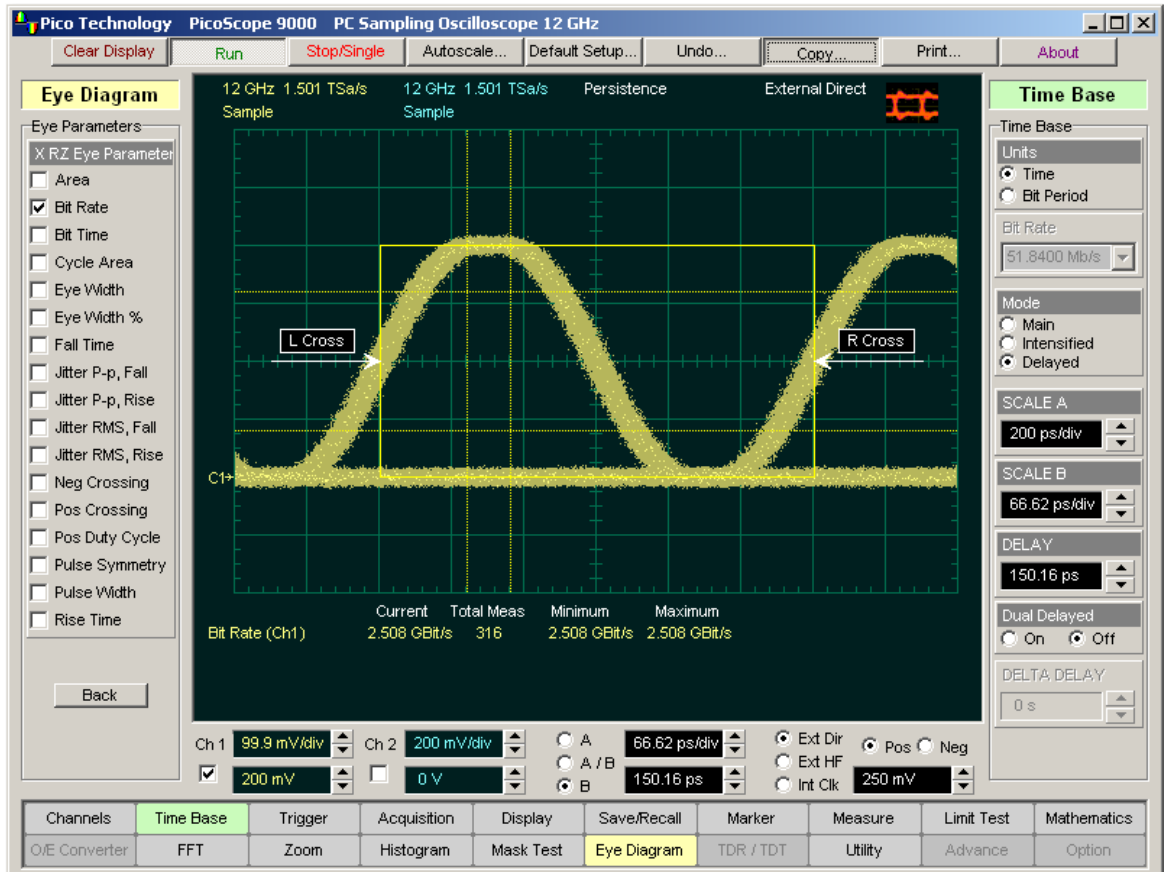 Pico Technology PicoScope 9000 PC Sampling Oscilloscope 12 GHz
Clear Display Run Stop/Single Autoscale... Default Setup... Undo... Copy... Print... About
Eye Diagram
Eye Parameters
X RZ Eye Parameter
Area
Bit Rate
Bit Time
Cycle Area
Eye Width
Eye Width %
Fall Time
Jitter P-p, Fall
Jitter P-p, Rise
Jitter RMS, Fall
Jitter RMS, Rise
Neg Crossing
Pos Crossing
Pos Duty Cycle
Pulse Symmetry
Pulse Width
Rise Time
Back
12 GHz 1.501 TSa/s 12 GHz 1.501 TSa/s Persistence External Direct
Sample Sample
L Cross R Cross
C1
Current Total Meas Minimum Maximum
Bit Rate (Ch1) 2.508 GBit/s 316 2.508 GBit/s 2.508 GBit/s
Time Base
Time Base
Units
Time
Bit Period
Bit Rate
51.8400 Mb/s
Mode
Main
Intensified
Delayed
SCALE A
200 ps/div
SCALE B
66.62 ps/div
DELAY
150.16 ps
Dual Delayed
On Off
DELTA DELAY
0 s
Ch 1 99.9 mV/div Ch 2 200 mV/div A 66.62 ps/div Ext Dir Pos Neg
A / B Ext HF
200 mV 0 V B 150.16 ps Int Clk 250 mV
Channels Time Base Trigger Acquisition Display Save/Recall Marker Measure Limit Test Mathematics
O/E Converter FFT Zoom Histogram Mask Test Eye Diagram TDR / TDT Utility Advance Option